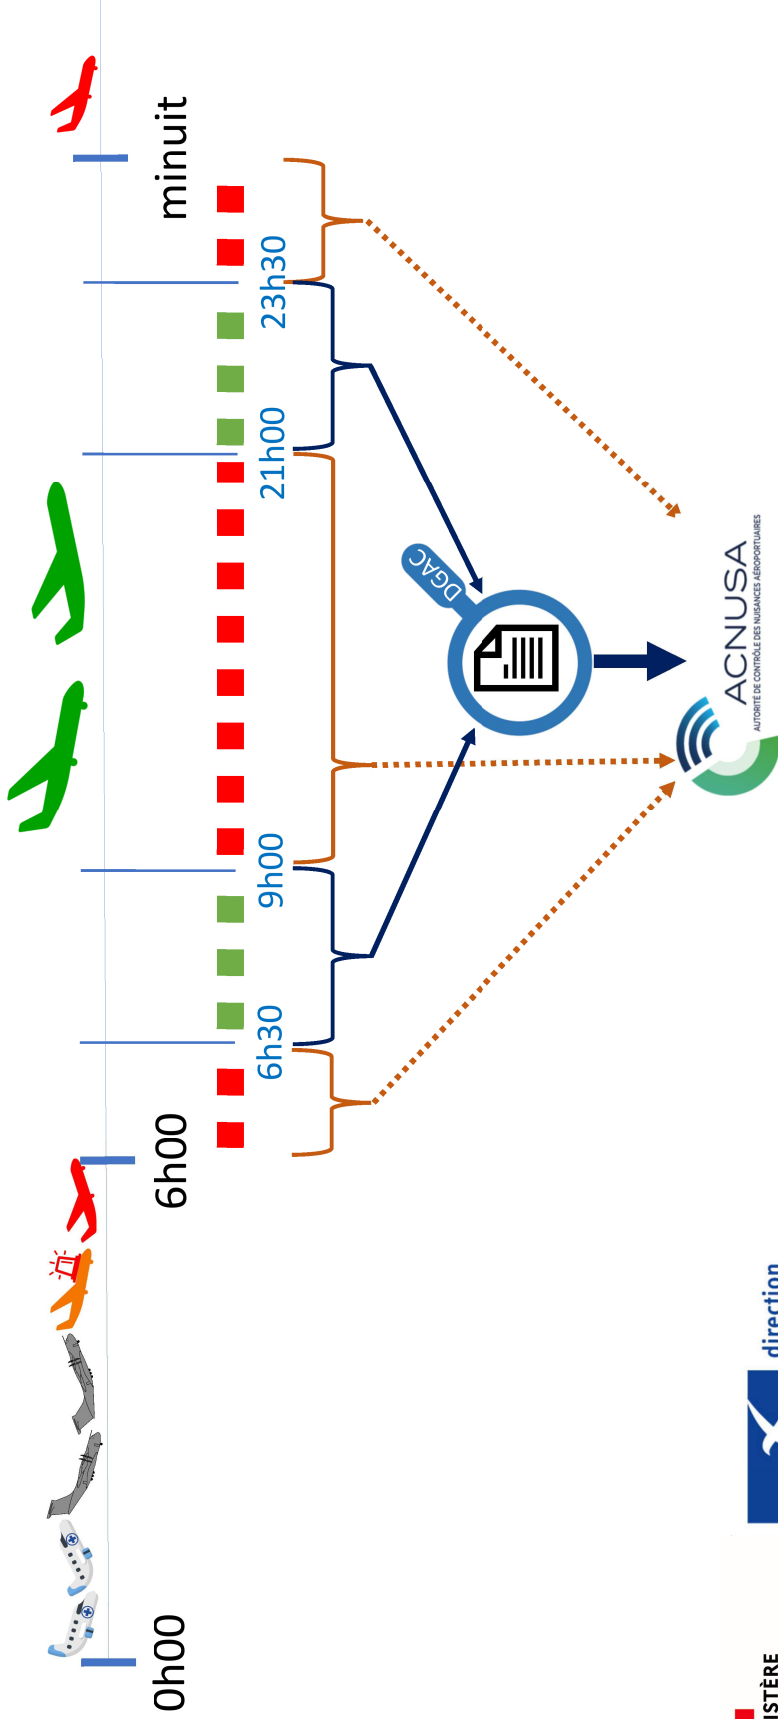 0h00
6h00
minuit
6h30
9h00
21h00
23h30
DGAC
ACNUSA
AUTORITÉ DE CONTRÔLE DES NUISANCES AÉROPORTUAIRES
ISTÈRE
direction